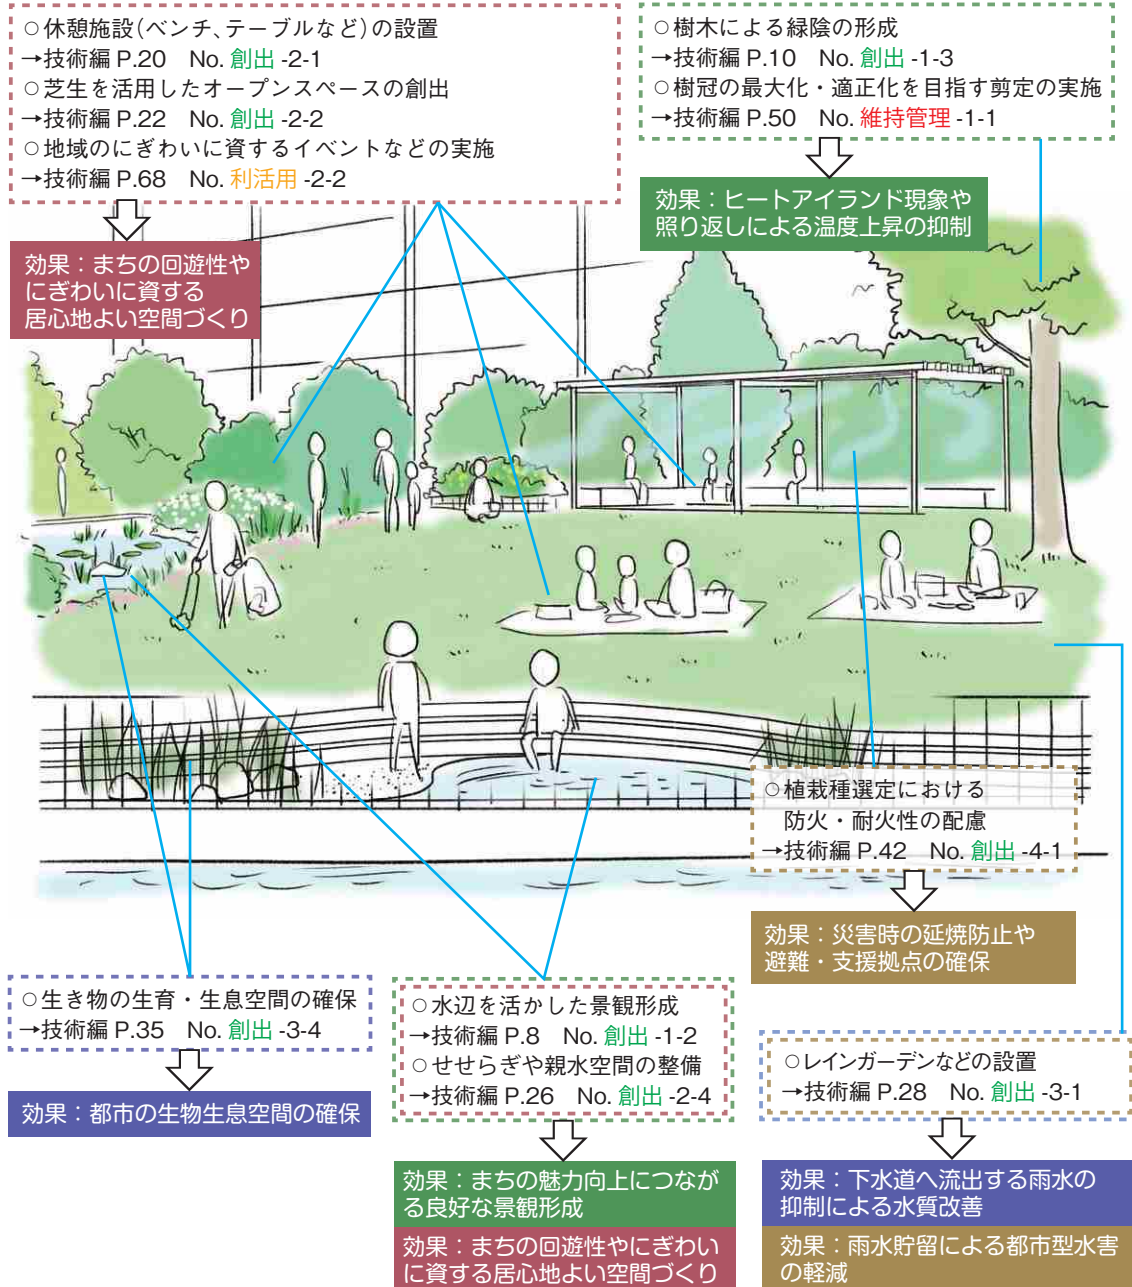 ○休憩施設(ベンチ、テーブルなど)の設置
→技術編 P.20 No. 創出 -2-1
○芝生を活用したオープンスペースの創出
→技術編 P.22 No. 創出 -2-2
○地域のにぎわいに資するイベントなどの実施
→技術編 P.68 No. 利活用 -2-2
効果：まちの回遊性や
にぎわいに資する
居心地よい空間づくり
○樹木による緑陰の形成
→技術編 P.10 No. 創出 -1-3
○樹冠の最大化・適正化を目指す剪定の実施
→技術編 P.50 No. 維持管理 -1-1
効果：ヒートアイランド現象や
照り返しによる温度上昇の抑制
○植栽種選定における
防火・耐火性の配慮
→技術編 P.42 No. 創出 -4-1
効果：災害時の延焼防止や
避難・支援拠点の確保
○生き物の生育・生息空間の確保
→技術編 P.35 No. 創出 -3-4
効果：都市の生物生息空間の確保
○水辺を活かした景観形成
→技術編 P.8 No. 創出 -1-2
○せせらぎや親水空間の整備
→技術編 P.26 No. 創出 -2-4
効果：まちの魅力向上につなが
る良好な景観形成
効果：まちの回遊性やにぎわい
に資する居心地よい空間づくり
○レインガーデンなどの設置
→技術編 P.28 No. 創出 -3-1
効果：下水道へ流出する雨水の
抑制による水質改善
効果：雨水貯留による都市型水害
の軽減